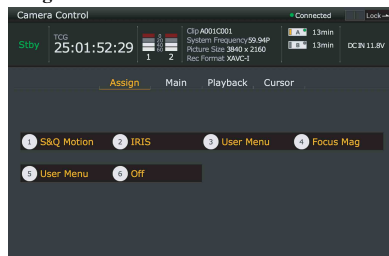 Camera Control
Connected
Lock
Stby
TCG
25:01:52:29
1 2
Clip A001C001
System Frequency 59.94P
Picture Size 3840 x 2160
Rec Format XAVC-I
A 13min
B 13min
DC IN 11.8V
Assign Main Playback Cursor
1 S&Q Motion 2 IRIS 3 User Menu 4 Focus Mag
5 User Menu 6 Off